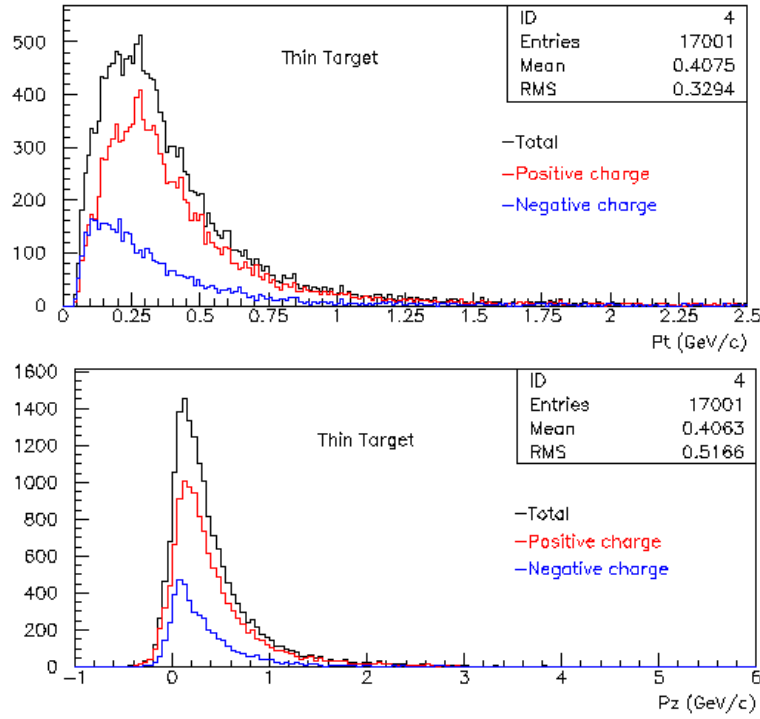 ID 4
Entries 17001
Mean 0.4075
RMS 0.3294
Thin Target
Total
Positive charge
Negative charge
500
400
300
200
100
0
0 0.25 0.5 0.75 1 1.25 1.5 1.75 2 2.25 2.5
Pt (GeV/c)
ID 4
Entries 17001
Mean 0.4063
RMS 0.5166
Thin Target
Total
Positive charge
Negative charge
1600
1400
1200
1000
800
600
400
200
0
-1 0 1 2 3 4 5 6
Pz (GeV/c)